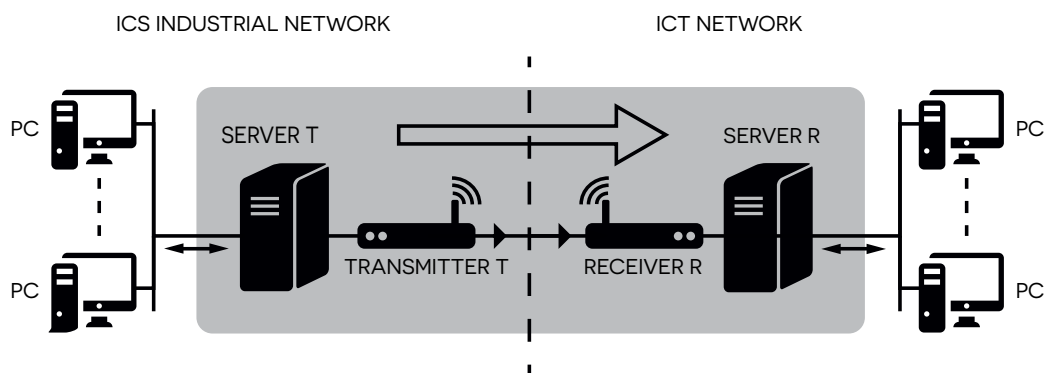 ICS INDUSTRIAL NETWORK
ICT NETWORK
PC
SERVER T
SERVER R
PC
TRANSMITTER T
RECEIVER R
PC
PC